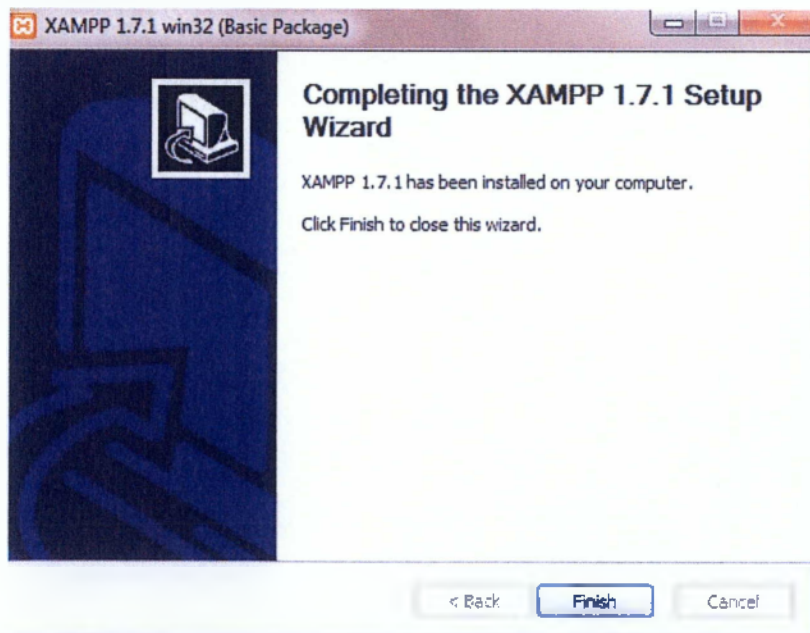 XAMPP 1.7.1 win32 (Basic Package)
Completing the XAMPP 1.7.1 Setup
Wizard
XAMPP 1.7.1 has been installed on your computer.
Click Finish to close this wizard.
< Back Finish Cancel